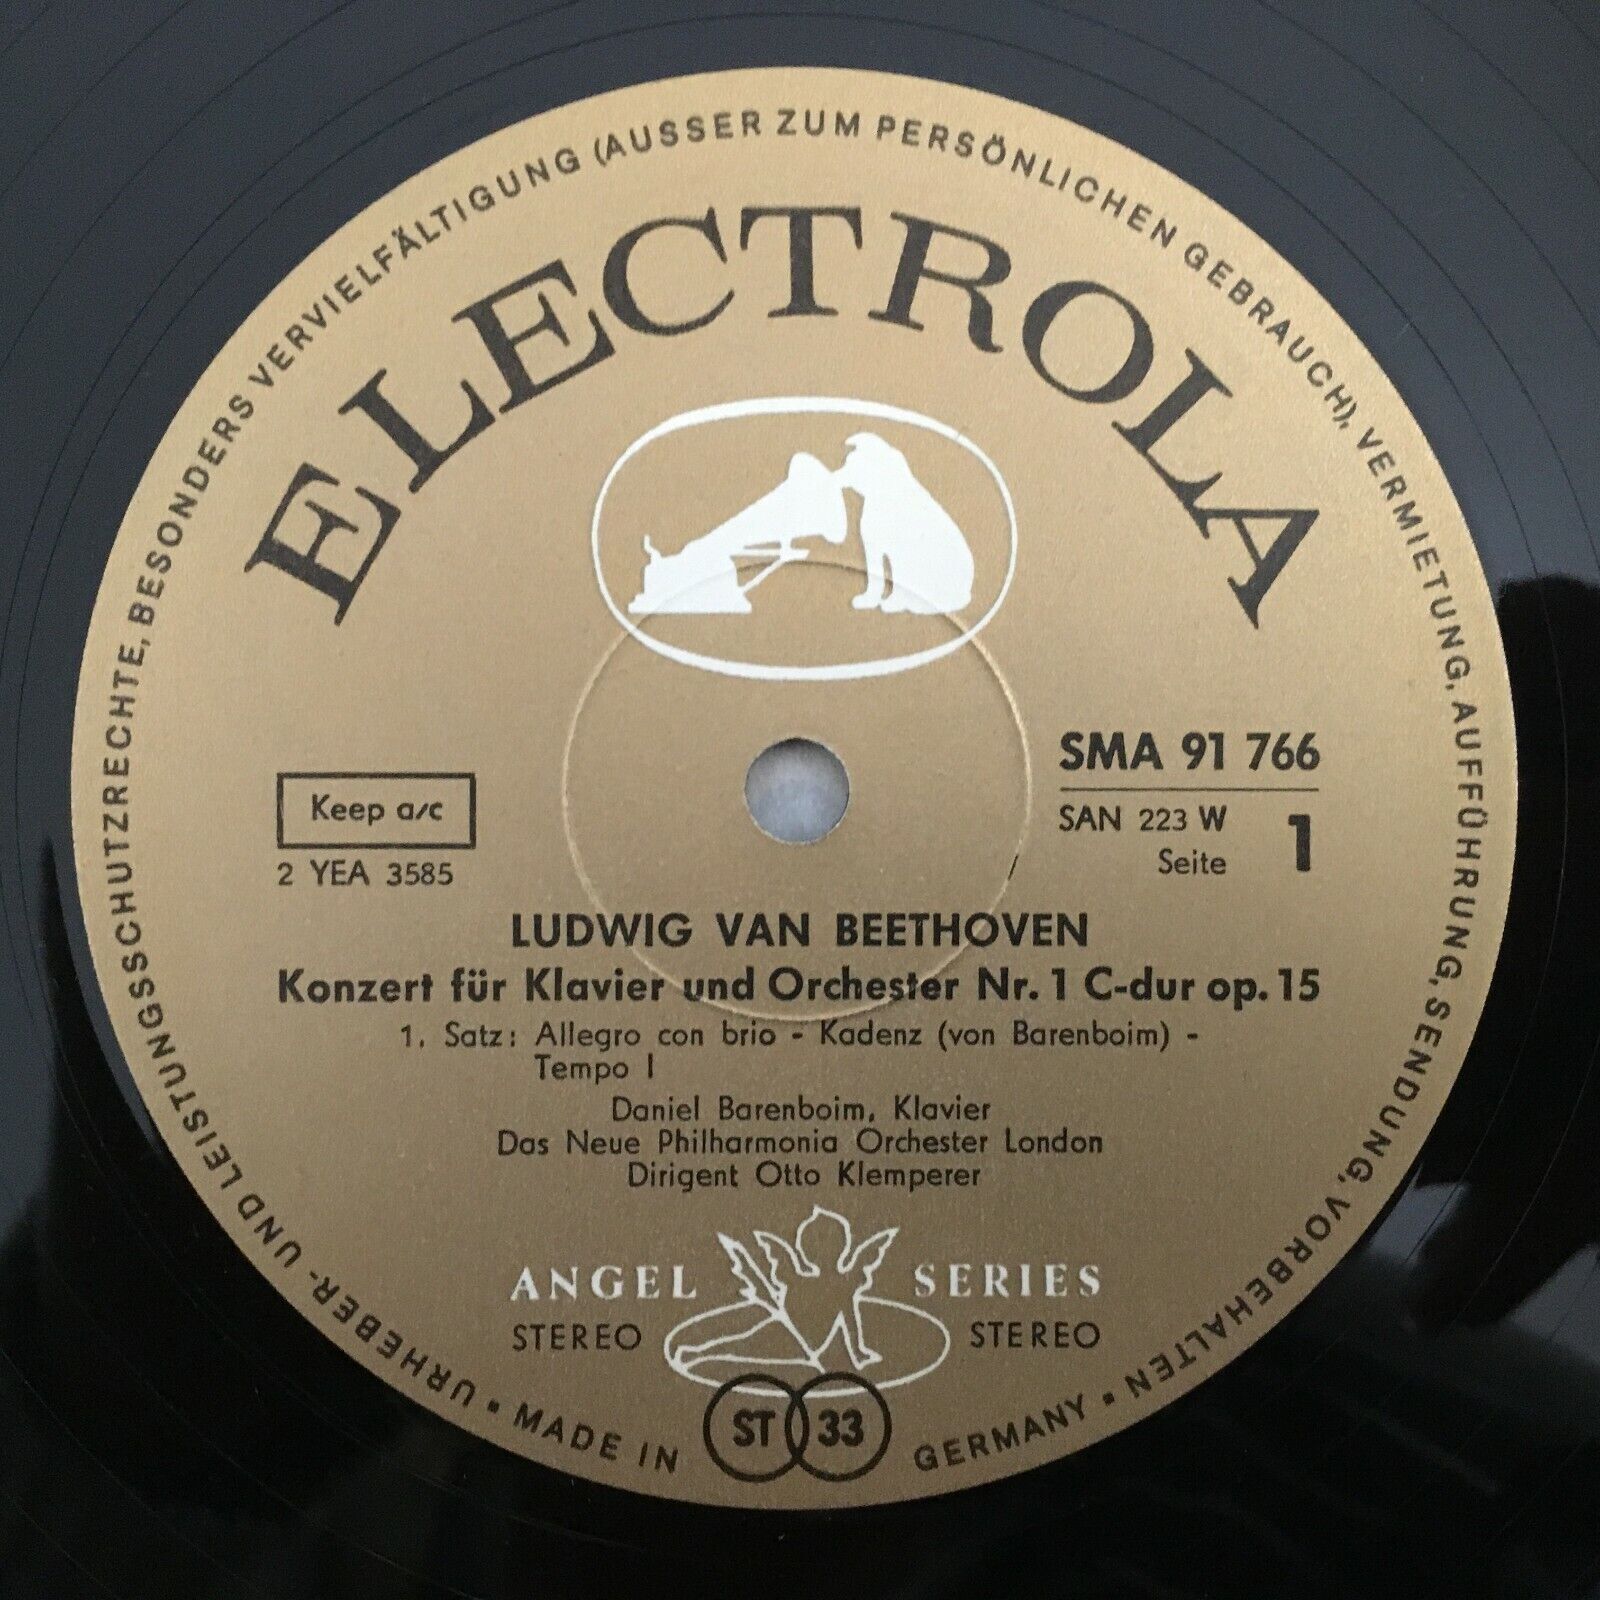 URHEBER- UND LEISTUNGSSCHUTZRECHTE, BESONDERS VERVIELFÄLTIGUNG (AUSSER ZUM PERSÖNLICHEN GEBRAUCH), VERMIETUNG, AUFFÜHRUNG, SENDUNG, VORBEHALTEN •
ELECTROLA
SMA 91 766
Keep a/c
SAN 223 W
1
2 YEA 3585
Seite
LUDWIG VAN BEETHOVEN
Konzert für Klavier und Orchester Nr. 1 C-dur op. 15
1. Satz: Allegro con brio - Kadenz (von Barenboim) -
Tempo I
Daniel Barenboim, Klavier
Das Neue Philharmonia Orchester London
Dirigent Otto Klemperer
ANGEL SERIES
STEREO STEREO
ST 33
• MADE IN GERMANY